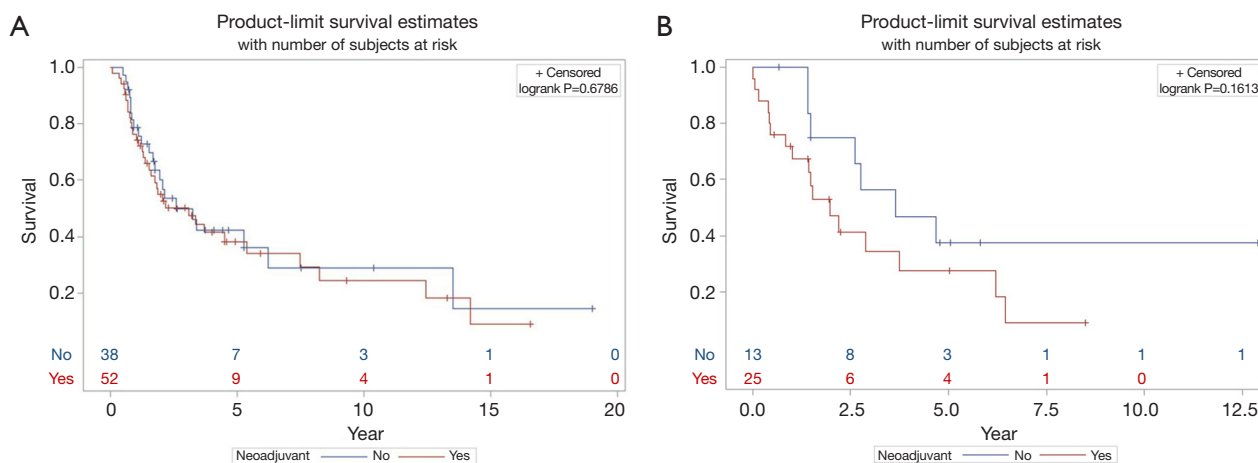 A
Product-limit survival estimates
with number of subjects at risk
+ Censored
logrank P=0.6786
1.0
0.8
0.6
0.4
0.2
Survival
No 38 7 3 1 0
Yes 52 9 4 1 0
0 5 10 15 20
Year
Neoadjuvant No Yes
B
Product-limit survival estimates
with number of subjects at risk
+ Censored
logrank P=0.1613
1.0
0.8
0.6
0.4
0.2
Survival
No 13 8 3 1 1 1
Yes 25 6 4 1 0
0.0 2.5 5.0 7.5 10.0 12.5
Year
Neoadjuvant No Yes